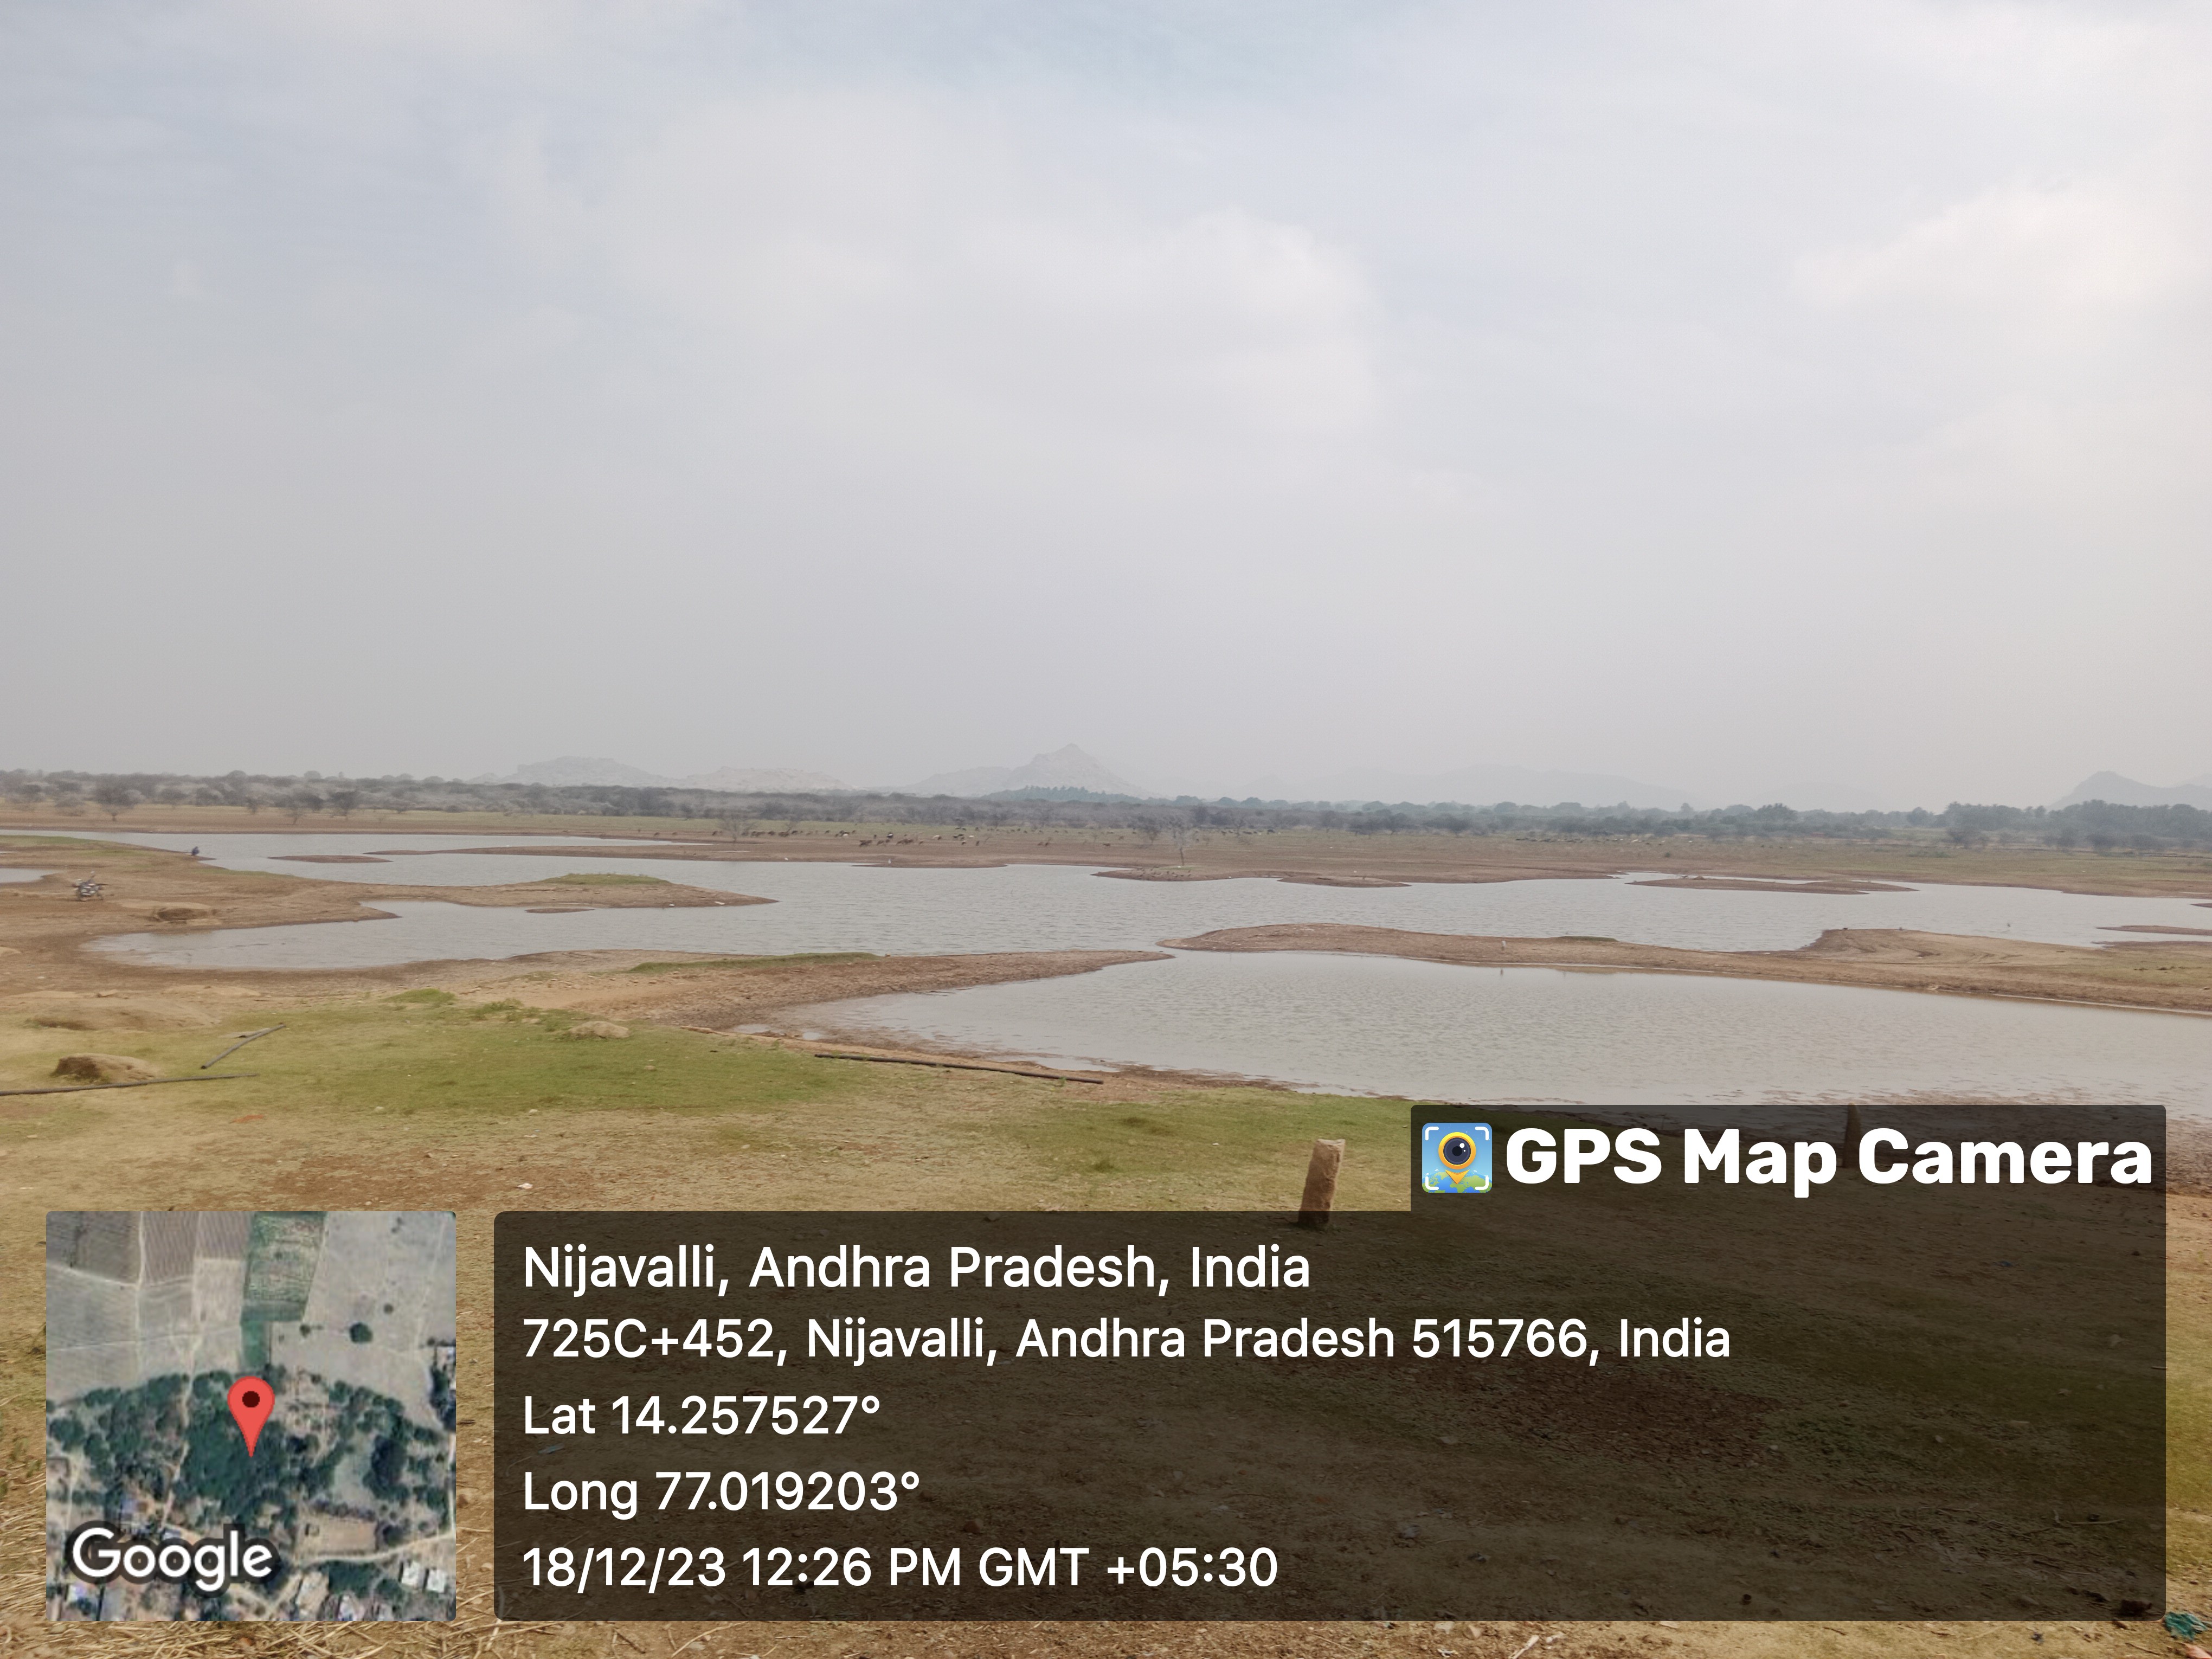 GPS Map Camera
Nijavalli, Andhra Pradesh, India
725C+452, Nijavalli, Andhra Pradesh 515766, India
Lat 14.257527°
Long 77.019203°
18/12/23 12:26 PM GMT +05:30
Google